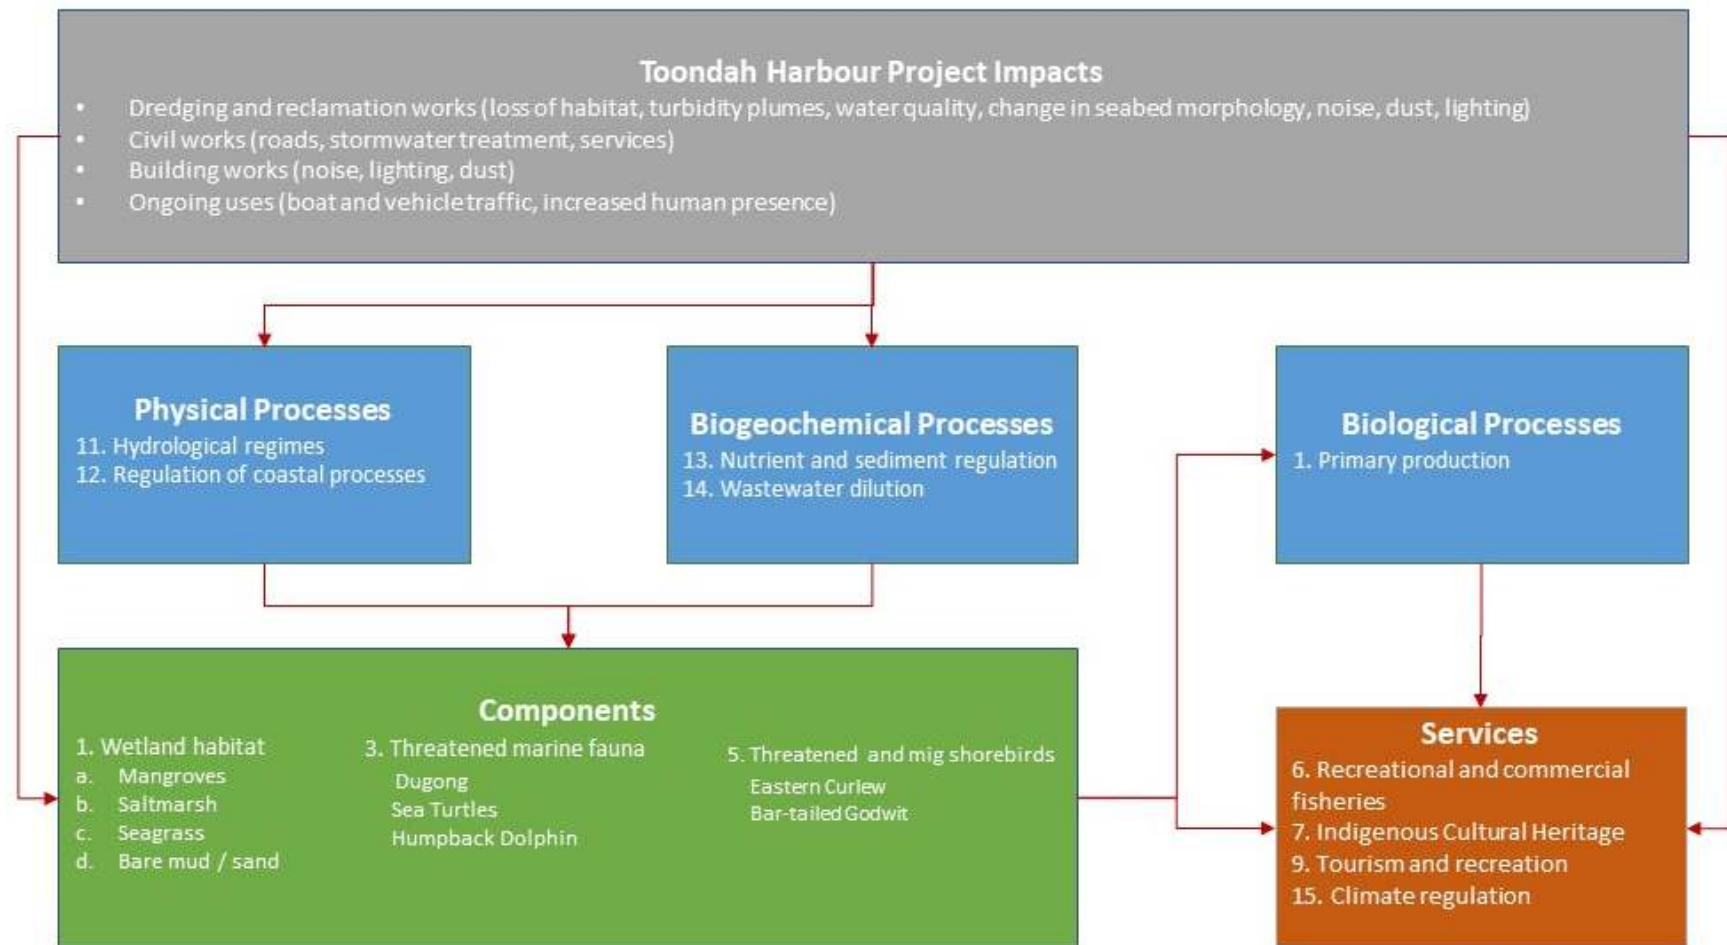 Toondah Harbour Project Impacts
• Dredging and reclamation works (loss of habitat, turbidity plumes, water quality, change in seabed morphology, noise, dust, lighting)
• Civil works (roads, stormwater treatment, services)
• Building works (noise, lighting, dust)
• Ongoing uses (boat and vehicle traffic, increased human presence)
Physical Processes
11. Hydrological regimes
12. Regulation of coastal processes
Biogeochemical Processes
13. Nutrient and sediment regulation
14. Wastewater dilution
Biological Processes
1. Primary production
Components
1. Wetland habitat
a. Mangroves
b. Saltmarsh
c. Seagrass
d. Bare mud / sand
3. Threatened marine fauna
Dugong
Sea Turtles
Humpback Dolphin
5. Threatened and mig shorebirds
Eastern Curlew
Bar-tailed Godwit
Services
6. Recreational and commercial
fisheries
7. Indigenous Cultural Heritage
9. Tourism and recreation
15. Climate regulation